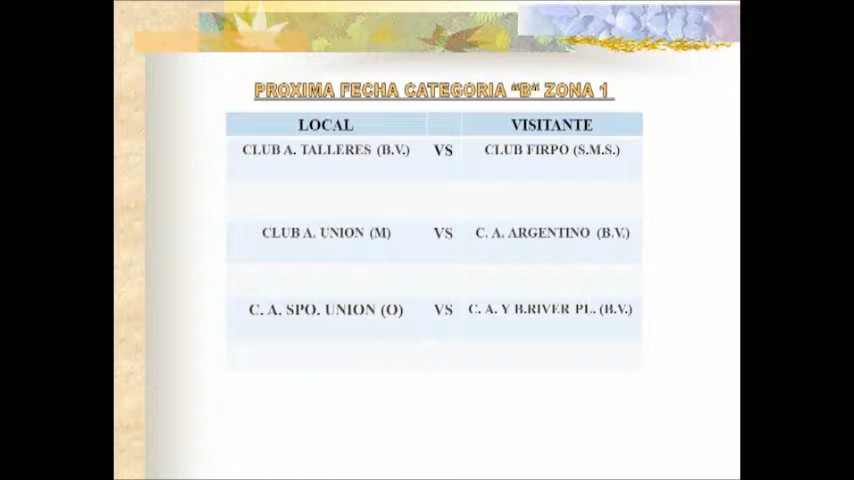 PROXIMA FECHA CATEGORIA "B" ZONA 1
LOCAL VISITANTE
CLUB A. TALLERES (B.V.) VS CLUB FIRPO (S.M.S.)
CLUB A. UNION (M) VS C. A. ARGENTINO (B.V.)
C. A. SPO. UNION (O) VS C. A. Y B.RIVER PL. (B.V.)